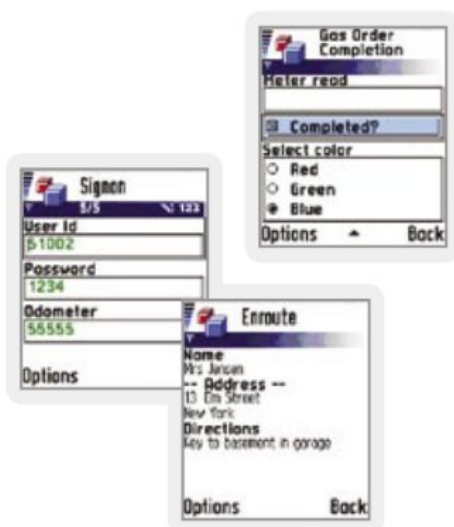 Gas Order
Completion
Meter read
Completed?
Select color
Red
Green
Blue
Options Back
Signon
5/5 123
User Id
51002
Password
1234
Odometer
55555
Options
Enroute
Name
Mrs Jensen
-- Address --
13 Elm Street
New York
Directions
Key to basement in garage
Options Back